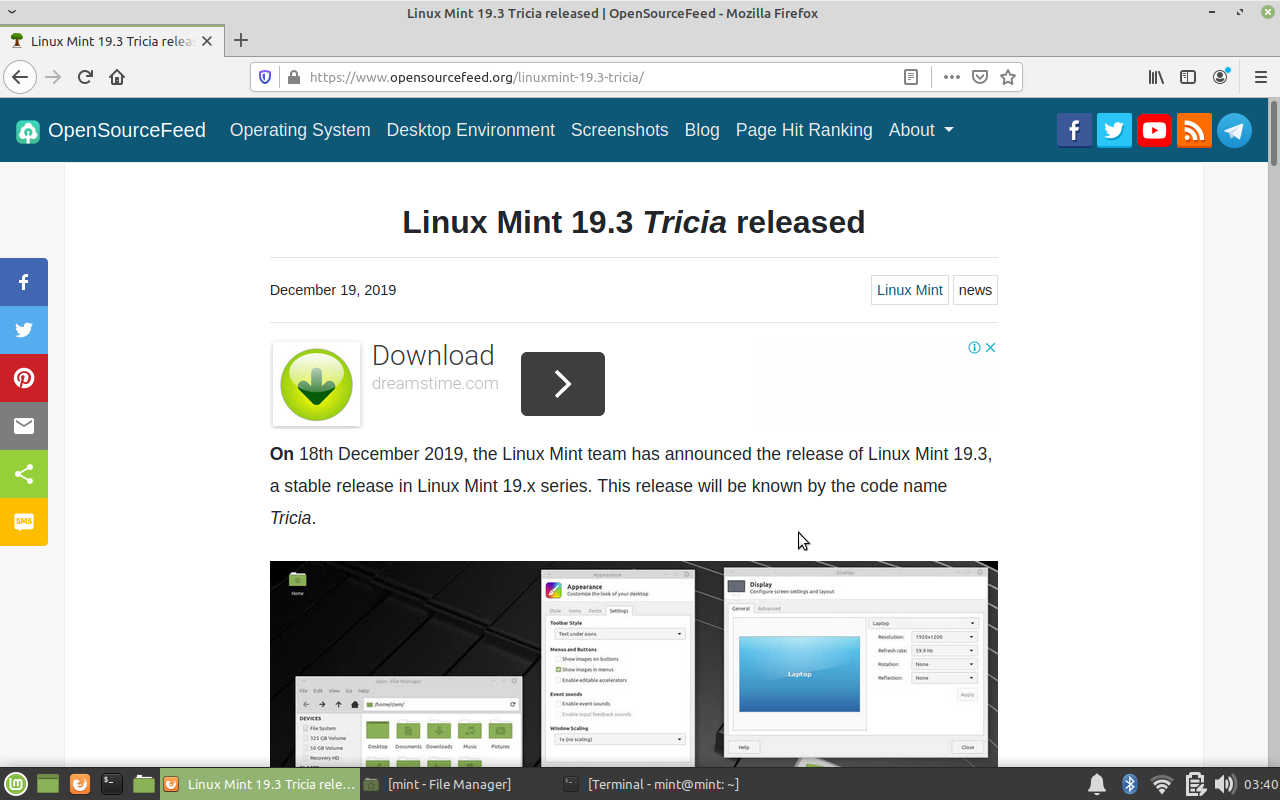 Linux Mint 19.3 Tricia released | OpenSourceFeed - Mozilla Firefox
Linux Mint 19.3 Tricia relea
https://www.opensourcefeed.org/linuxmint-19.3-tricia/
OpenSourceFeed
Operating System Desktop Environment Screenshots Blog Page Hit Ranking About
Linux Mint 19.3 Tricia released
December 19, 2019
Linux Mint news
Download
dreamstime.com
On 18th December 2019, the Linux Mint team has announced the release of Linux Mint 19.3,
a stable release in Linux Mint 19.x series. This release will be known by the code name
Tricia.
SMS
Home
Appearance
Appearance
Customize the look of your desktop
Style Icons Fonts Settings
Toolbar Style
Text under icons
Menus and Buttons
Show images on buttons
Show images in menus
Enable editable accelerators
Event sounds
Enable event sounds
Enable input feedback sounds
Window Scaling
1x (no scaling)
Display
Display
Configure screen settings and layout
General Advanced
Laptop
Laptop
Resolution: 1920x1200
Refresh rate: 59.9 Hz
Rotation: None
Reflection: None
Apply
Help Close
File Manager
File Edit View Go Help
/home/clem/
DEVICES
File System
325 GB Volume
50 GB Volume
Recovery HD
Desktop Documents Downloads Music Pictures
Linux Mint 19.3 Tricia rele...
[mint - File Manager]
[Terminal - mint@mint: ~]
03:40